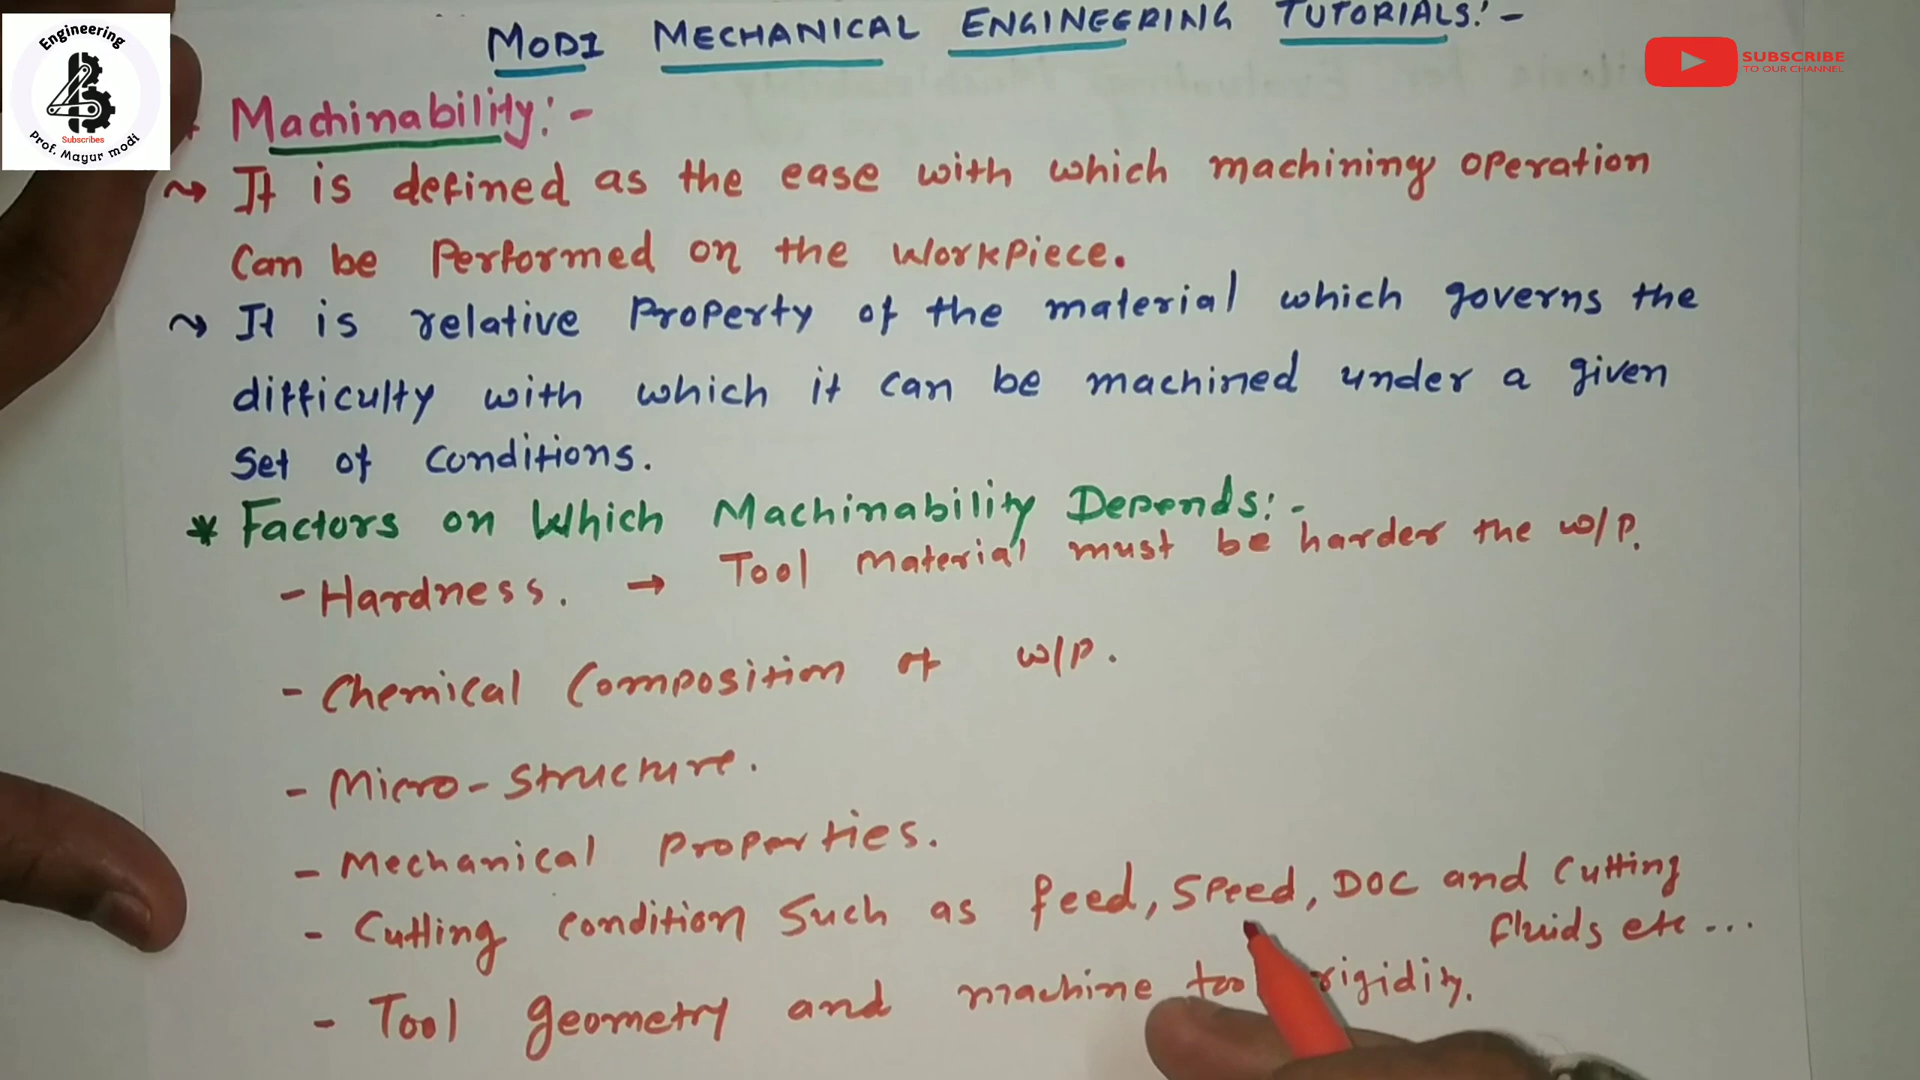 Engineering
Subscribes
Prof. Mayur modi
MODI MECHANICAL ENGINEERING TUTORIALS:-
SUBSCRIBE
TO OUR CHANNEL
Machinability:-
~> It is defined as the ease with which machining operation
can be Performed on the workpiece.
~> It is relative Property of the material which governs the
difficulty with which it can be machined under a given
set of conditions.
* Factors on Which Machinability Depends:-
- Hardness. → Tool material must be harder the w/p.
- Chemical Composition of w/p.
- Micro-structure.
- Mechanical Properties.
- Cutting condition such as feed, speed, DOC and cutting
fluids etc ...
- Tool geometry and machine tool rigidity.